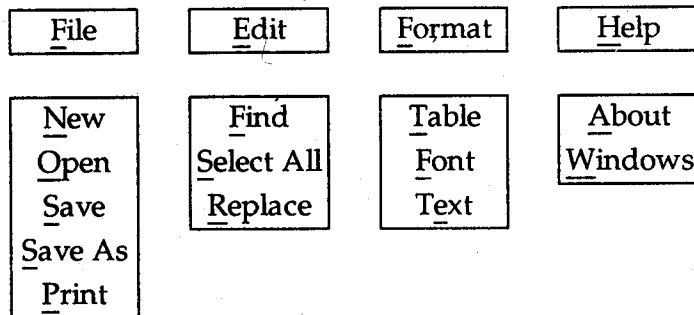 File Edit Format Help
New Find Table About
Open Select All Font Windows
Save Replace Text
Save As
Print